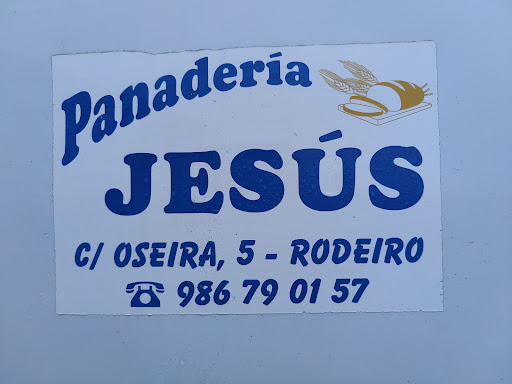 Panadería
JESÚS
C/ OSEIRA, 5 - RODEIRO
☎ 986 79 01 57